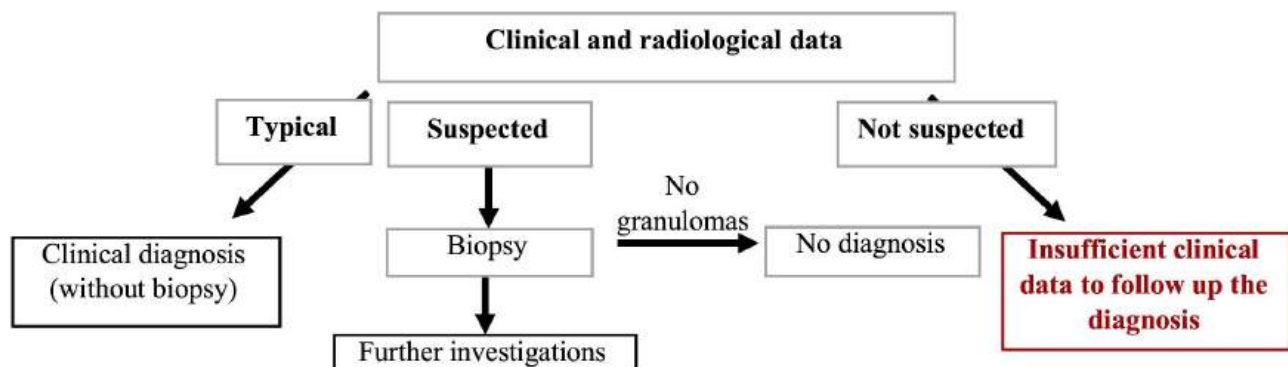 Clinical and radiological data
Typical
Suspected
Not suspected
No
granulomas
Clinical diagnosis
(without biopsy)
Biopsy
No diagnosis
Insufficient clinical
data to follow up the
diagnosis
Further investigations